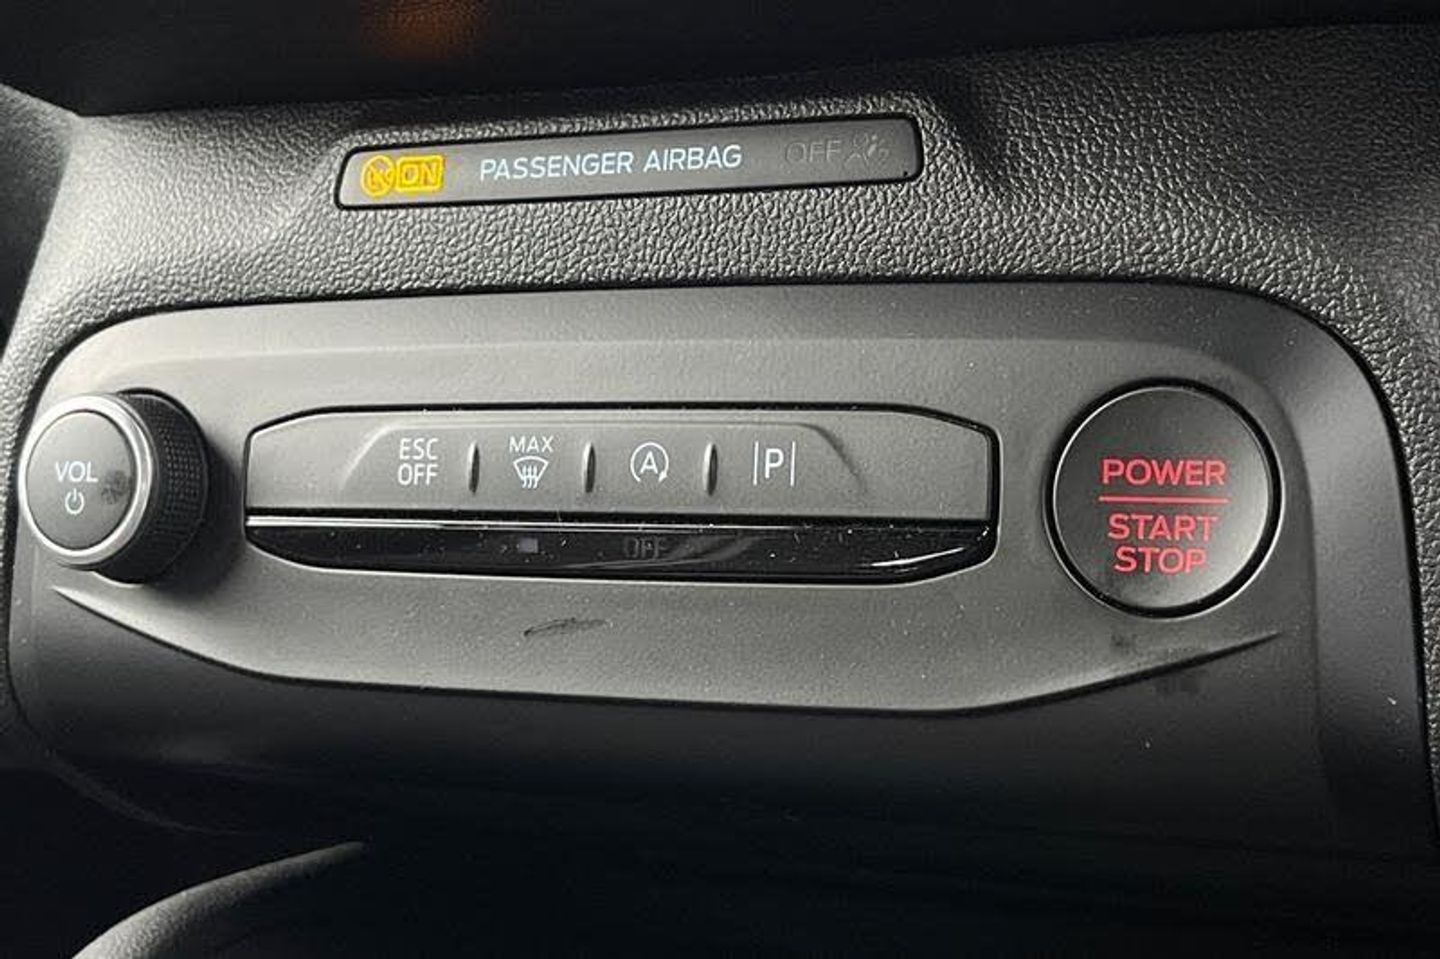 ON PASSENGER AIRBAG OFF
VOL
ESC
OFF
MAX
A
P
OFF
POWER
START
STOP